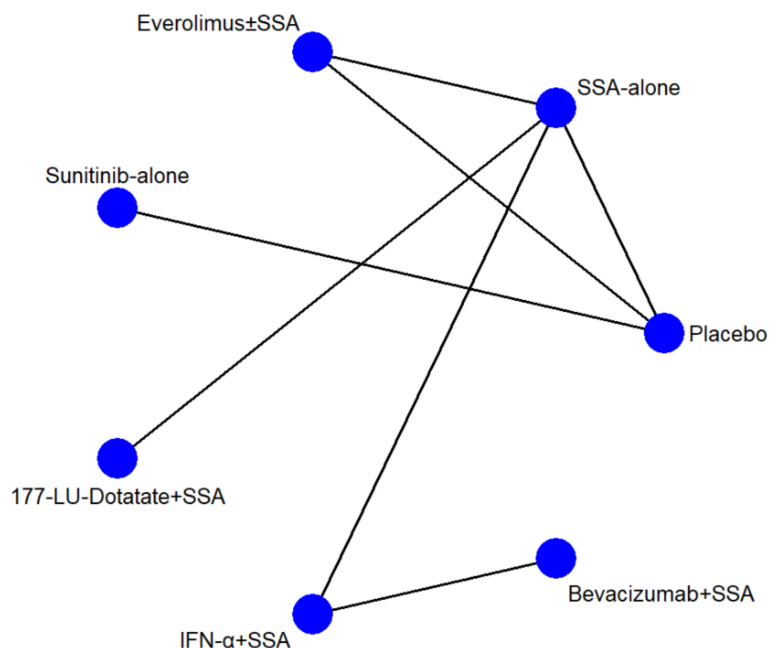 Everolimus±SSA
SSA-alone
Sunitinib-alone
Placebo
177-LU-Dotatate+SSA
Bevacizumab+SSA
IFN-α+SSA